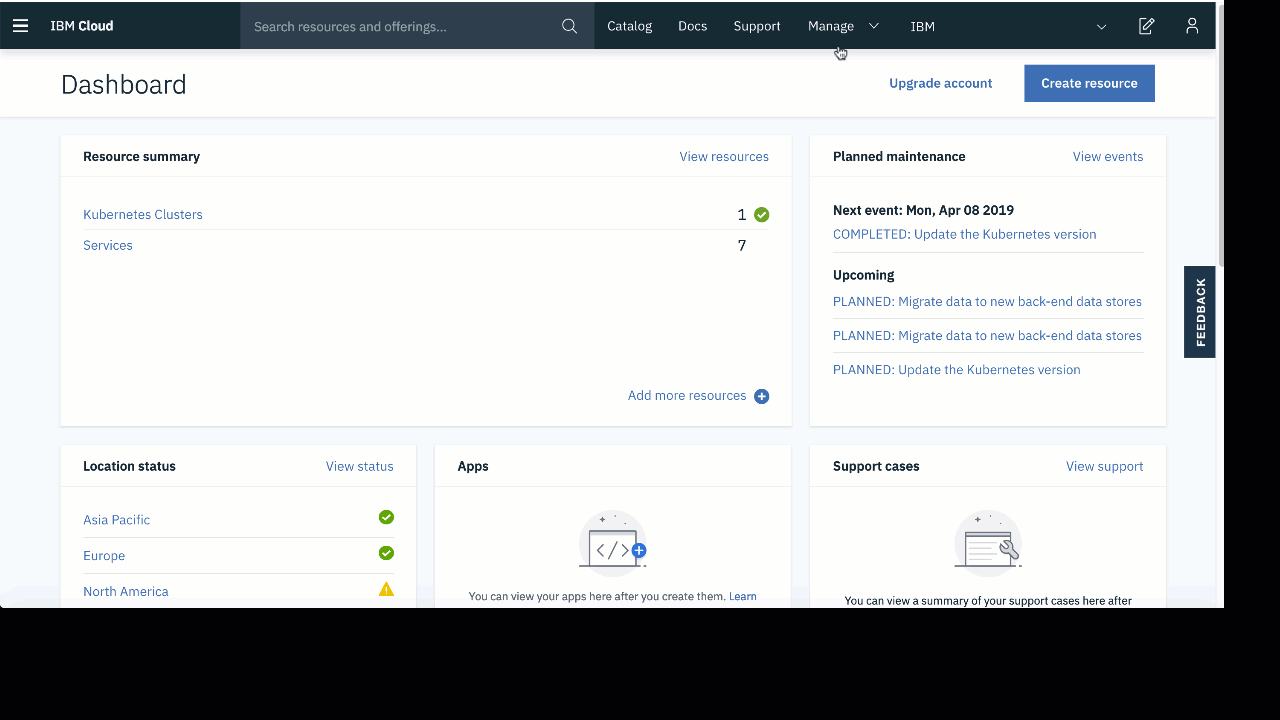 IBM Cloud
Search resources and offerings...
Catalog
Docs
Support
Manage
IBM
Dashboard
Upgrade account
Create resource
Resource summary
View resources
Kubernetes Clusters
1
Services
7
Add more resources
Planned maintenance
View events
Next event: Mon, Apr 08 2019
COMPLETED: Update the Kubernetes version
Upcoming
PLANNED: Migrate data to new back-end data stores
PLANNED: Migrate data to new back-end data stores
PLANNED: Update the Kubernetes version
FEEDBACK
Location status
View status
Asia Pacific
Europe
North America
Apps
You can view your apps here after you create them. Learn
Support cases
View support
You can view a summary of your support cases here after